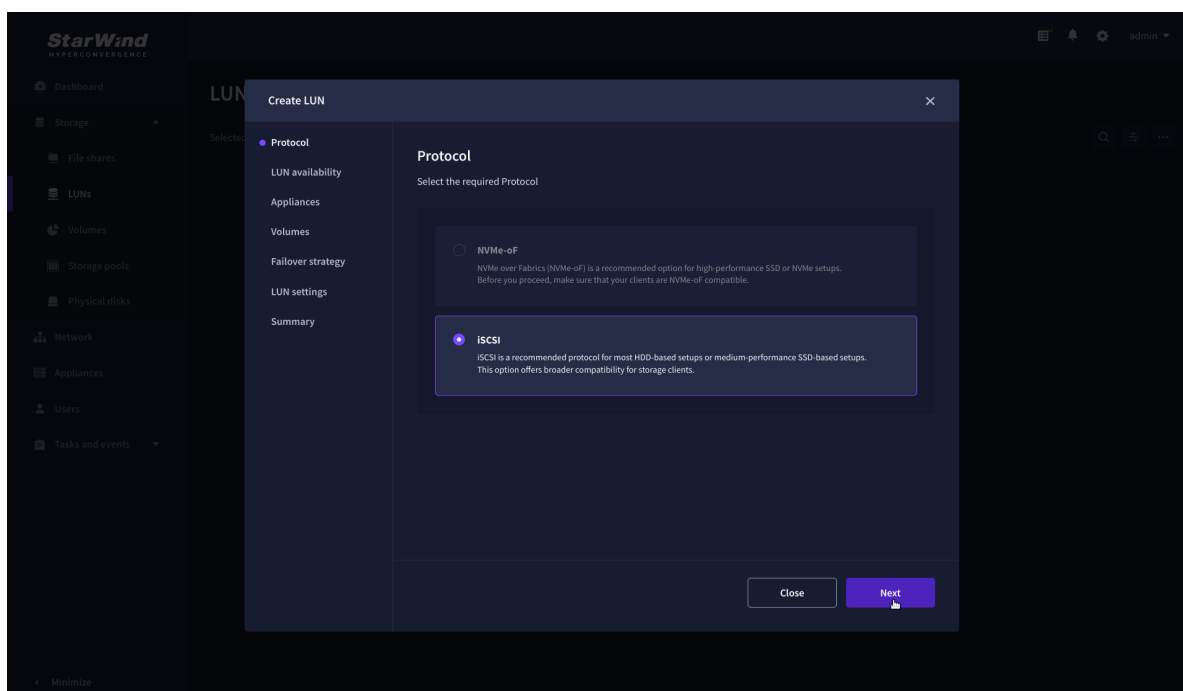 StarWind
HYPERCONVERGENCE
admin
Dashboard
Storage
File shares
LUNs
Volumes
Storage pools
Physical disks
Network
Appliances
Users
Tasks and events
Minimize
LUN
Selected
Create LUN
Protocol
LUN availability
Appliances
Volumes
Failover strategy
LUN settings
Summary
Protocol
Select the required Protocol
NVMe-oF
NVMe over Fabrics (NVMe-oF) is a recommended option for high-performance SSD or NVMe setups.
Before you proceed, make sure that your clients are NVMe-oF compatible.
iSCSI
iSCSI is a recommended protocol for most HDD-based setups or medium-performance SSD-based setups.
This option offers broader compatibility for storage clients.
Close
Next